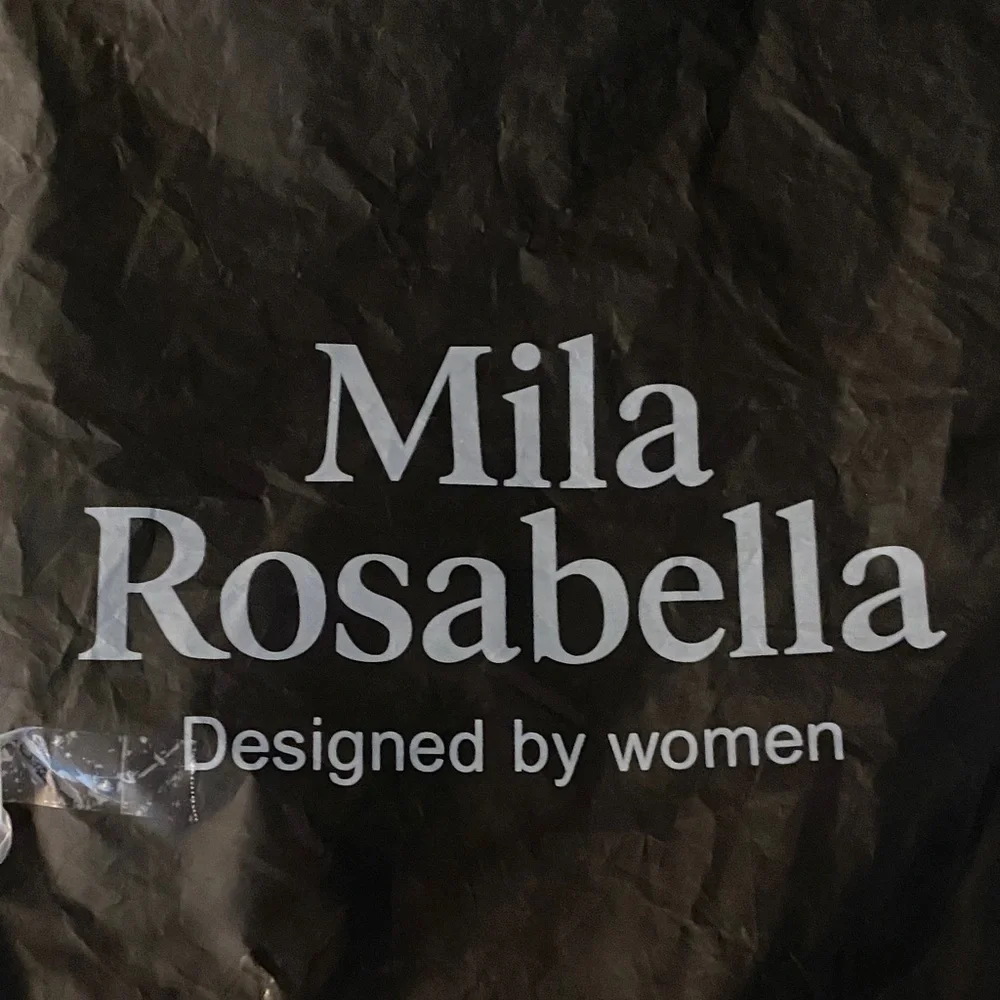 Mila
Rosabella
Designed by women